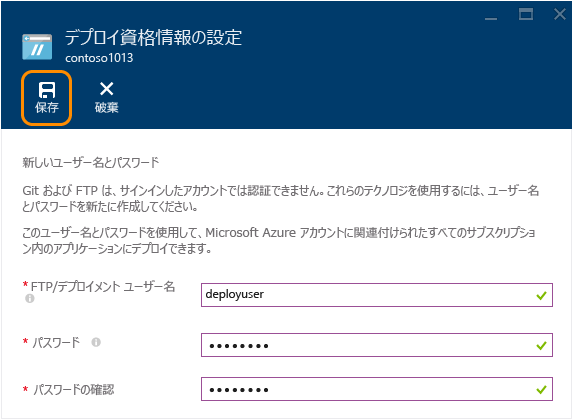 デプロイ資格情報の設定
contoso1013
保存
破棄
新しいユーザー名とパスワード
Git および FTP は、サインインしたアカウントでは認証できません。これらのテクノロジを使用するには、ユーザー名
とパスワードを新たに作成してください。
このユーザー名とパスワードを使用して、Microsoft Azure アカウントに関連付けられたすべてのサブスクリプション
ン内のアプリケーションにデプロイできます。
* FTP/デプロイメント ユーザー名
deployuser
* パスワード
●●●●●●●●
* パスワードの確認
●●●●●●●●